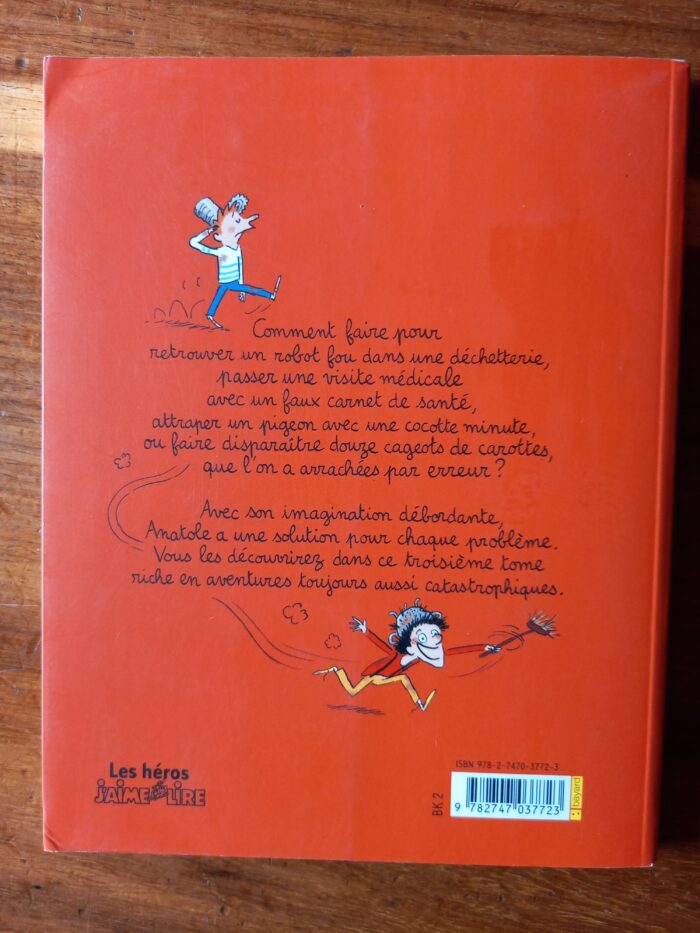 Comment faire pour
retrouver un robot fou dans une déchetterie,
passer une visite médicale
avec un faux carnet de santé,
attraper un pigeon avec une cocotte minute,
ou faire disparaître douze cageots de carottes,
que l'on a arrachées par erreur ?
Avec son imagination débordante,
Anatole a une solution pour chaque problème.
Vous les découvrirez dans ce troisième tome
riche en aventures toujours aussi catastrophiques.
Les héros
J'AIME LIRE
BK 2
ISBN 978-2-7470-3772-3
9 782747 037723
bayard